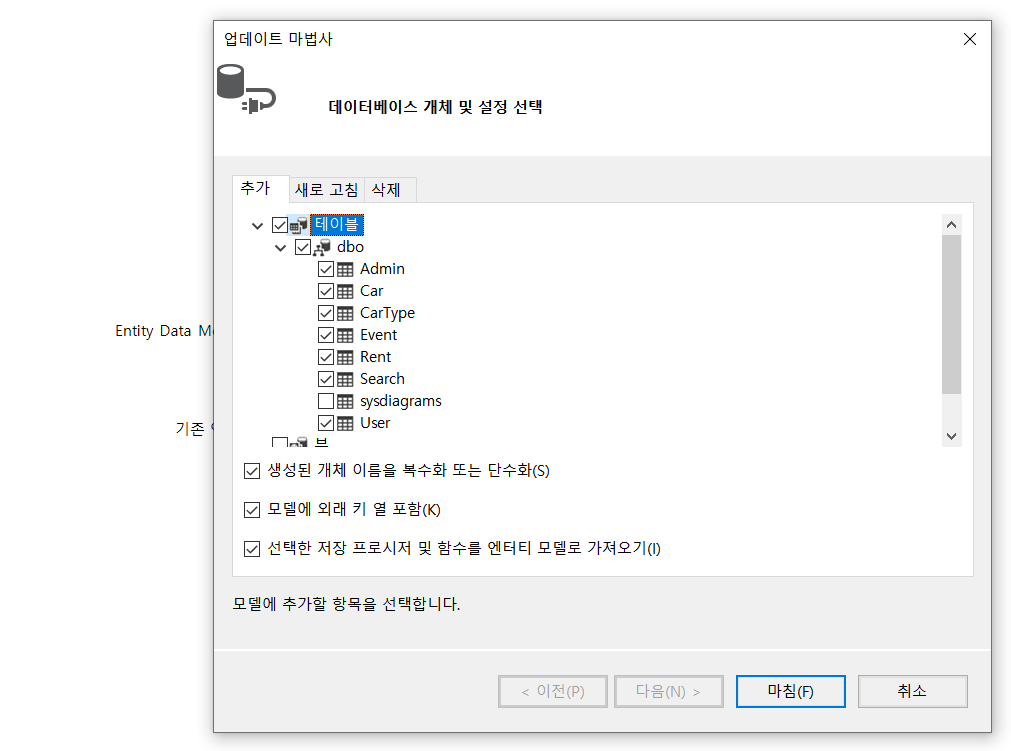 업데이트 마법사
데이터베이스 개체 및 설정 선택
추가 새로 고침 삭제
테이블
dbo
Admin
Car
CarType
Event
Entity Data
Rent
Search
sysdiagrams
User
기존
뷰
생성된 개체 이름을 복수화 또는 단수화(S)
모델에 외래 키 열 포함(K)
선택한 저장 프로시저 및 함수를 엔터티 모델로 가져오기(I)
모델에 추가할 항목을 선택합니다.
< 이전(P) 다음(N) > 마침(F) 취소